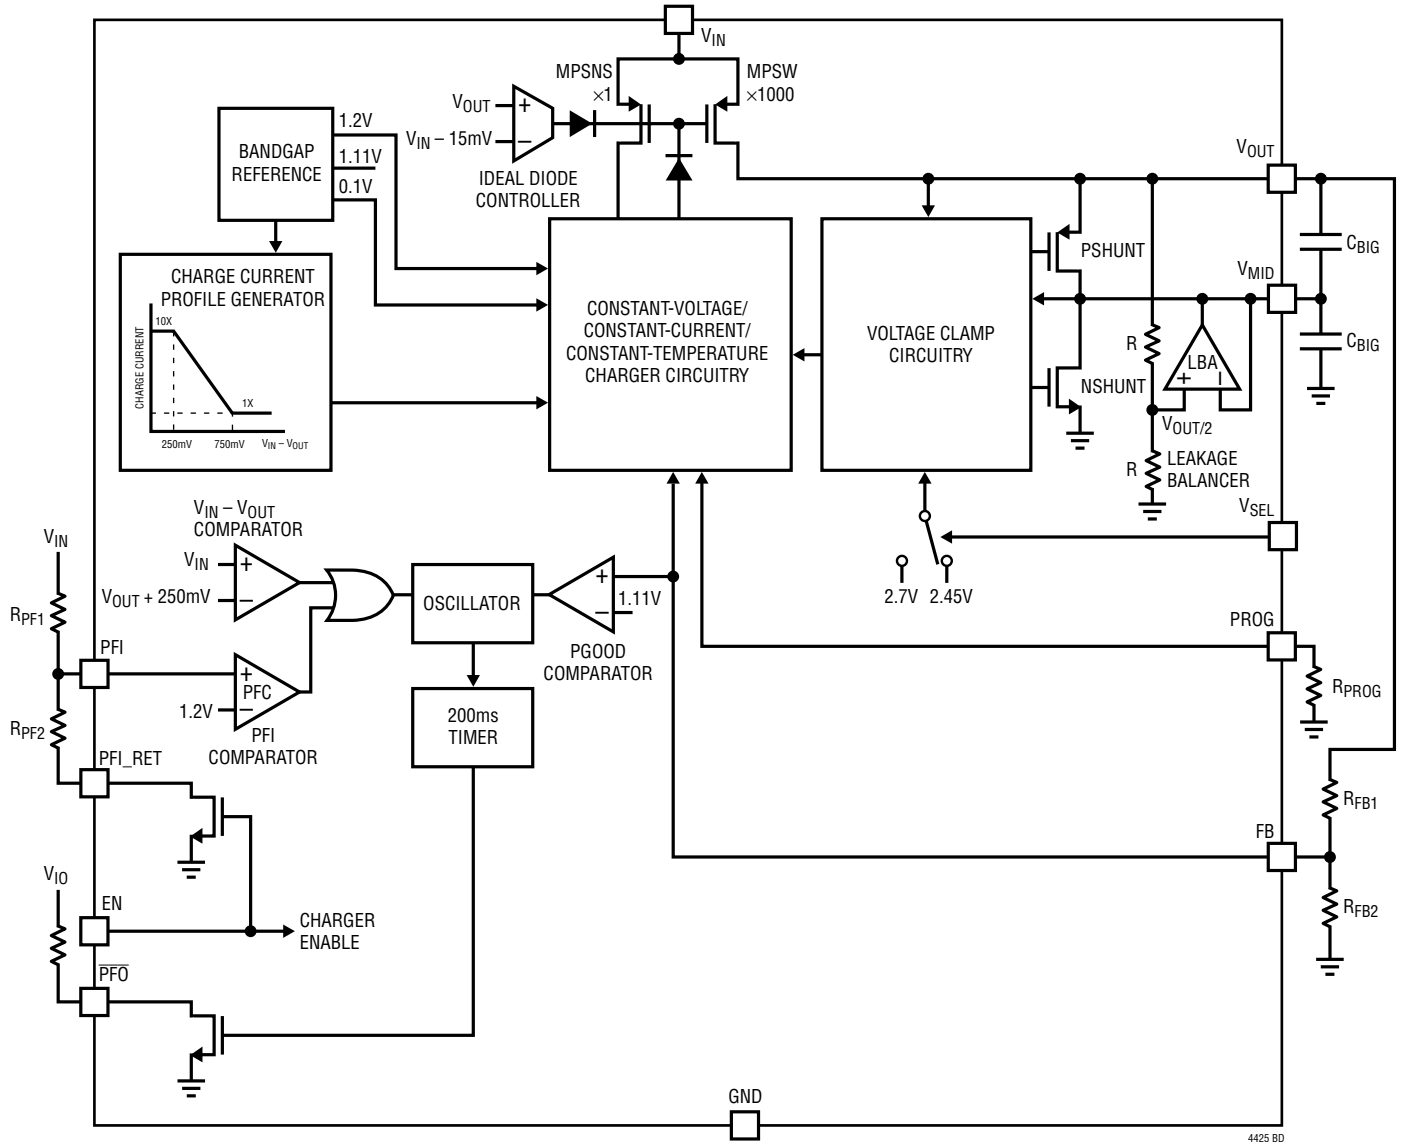 VIN
MPSNS
×1
MPSW
×1000
VOUT
+
VIN – 15mV
–
IDEAL DIODE
CONTROLLER
BANDGAP
REFERENCE
1.2V
1.11V
0.1V
CHARGE CURRENT
PROFILE GENERATOR
CHARGE CURRENT
10X
1X
250mV
750mV
VIN – VOUT
CONSTANT-VOLTAGE/
CONSTANT-CURRENT/
CONSTANT-TEMPERATURE
CHARGER CIRCUITRY
VOLTAGE CLAMP
CIRCUITRY
PSHUNT
NSHUNT
VOUT
CBIG
VMID
CBIG
R
LBA
+
–
VOUT/2
R
LEAKAGE
BALANCER
VSEL
2.7V
2.45V
VIN – VOUT
COMPARATOR
VIN
+
VOUT + 250mV
–
VIN
RPF1
PFI
RPF2
+
PFC
1.2V
–
PFI
COMPARATOR
PFI_RET
OSCILLATOR
+
1.11V
–
PGOOD
COMPARATOR
200ms
TIMER
PROG
RPROG
RFB1
FB
RFB2
VIO
EN
CHARGER
ENABLE
PFO
GND
4425 BD